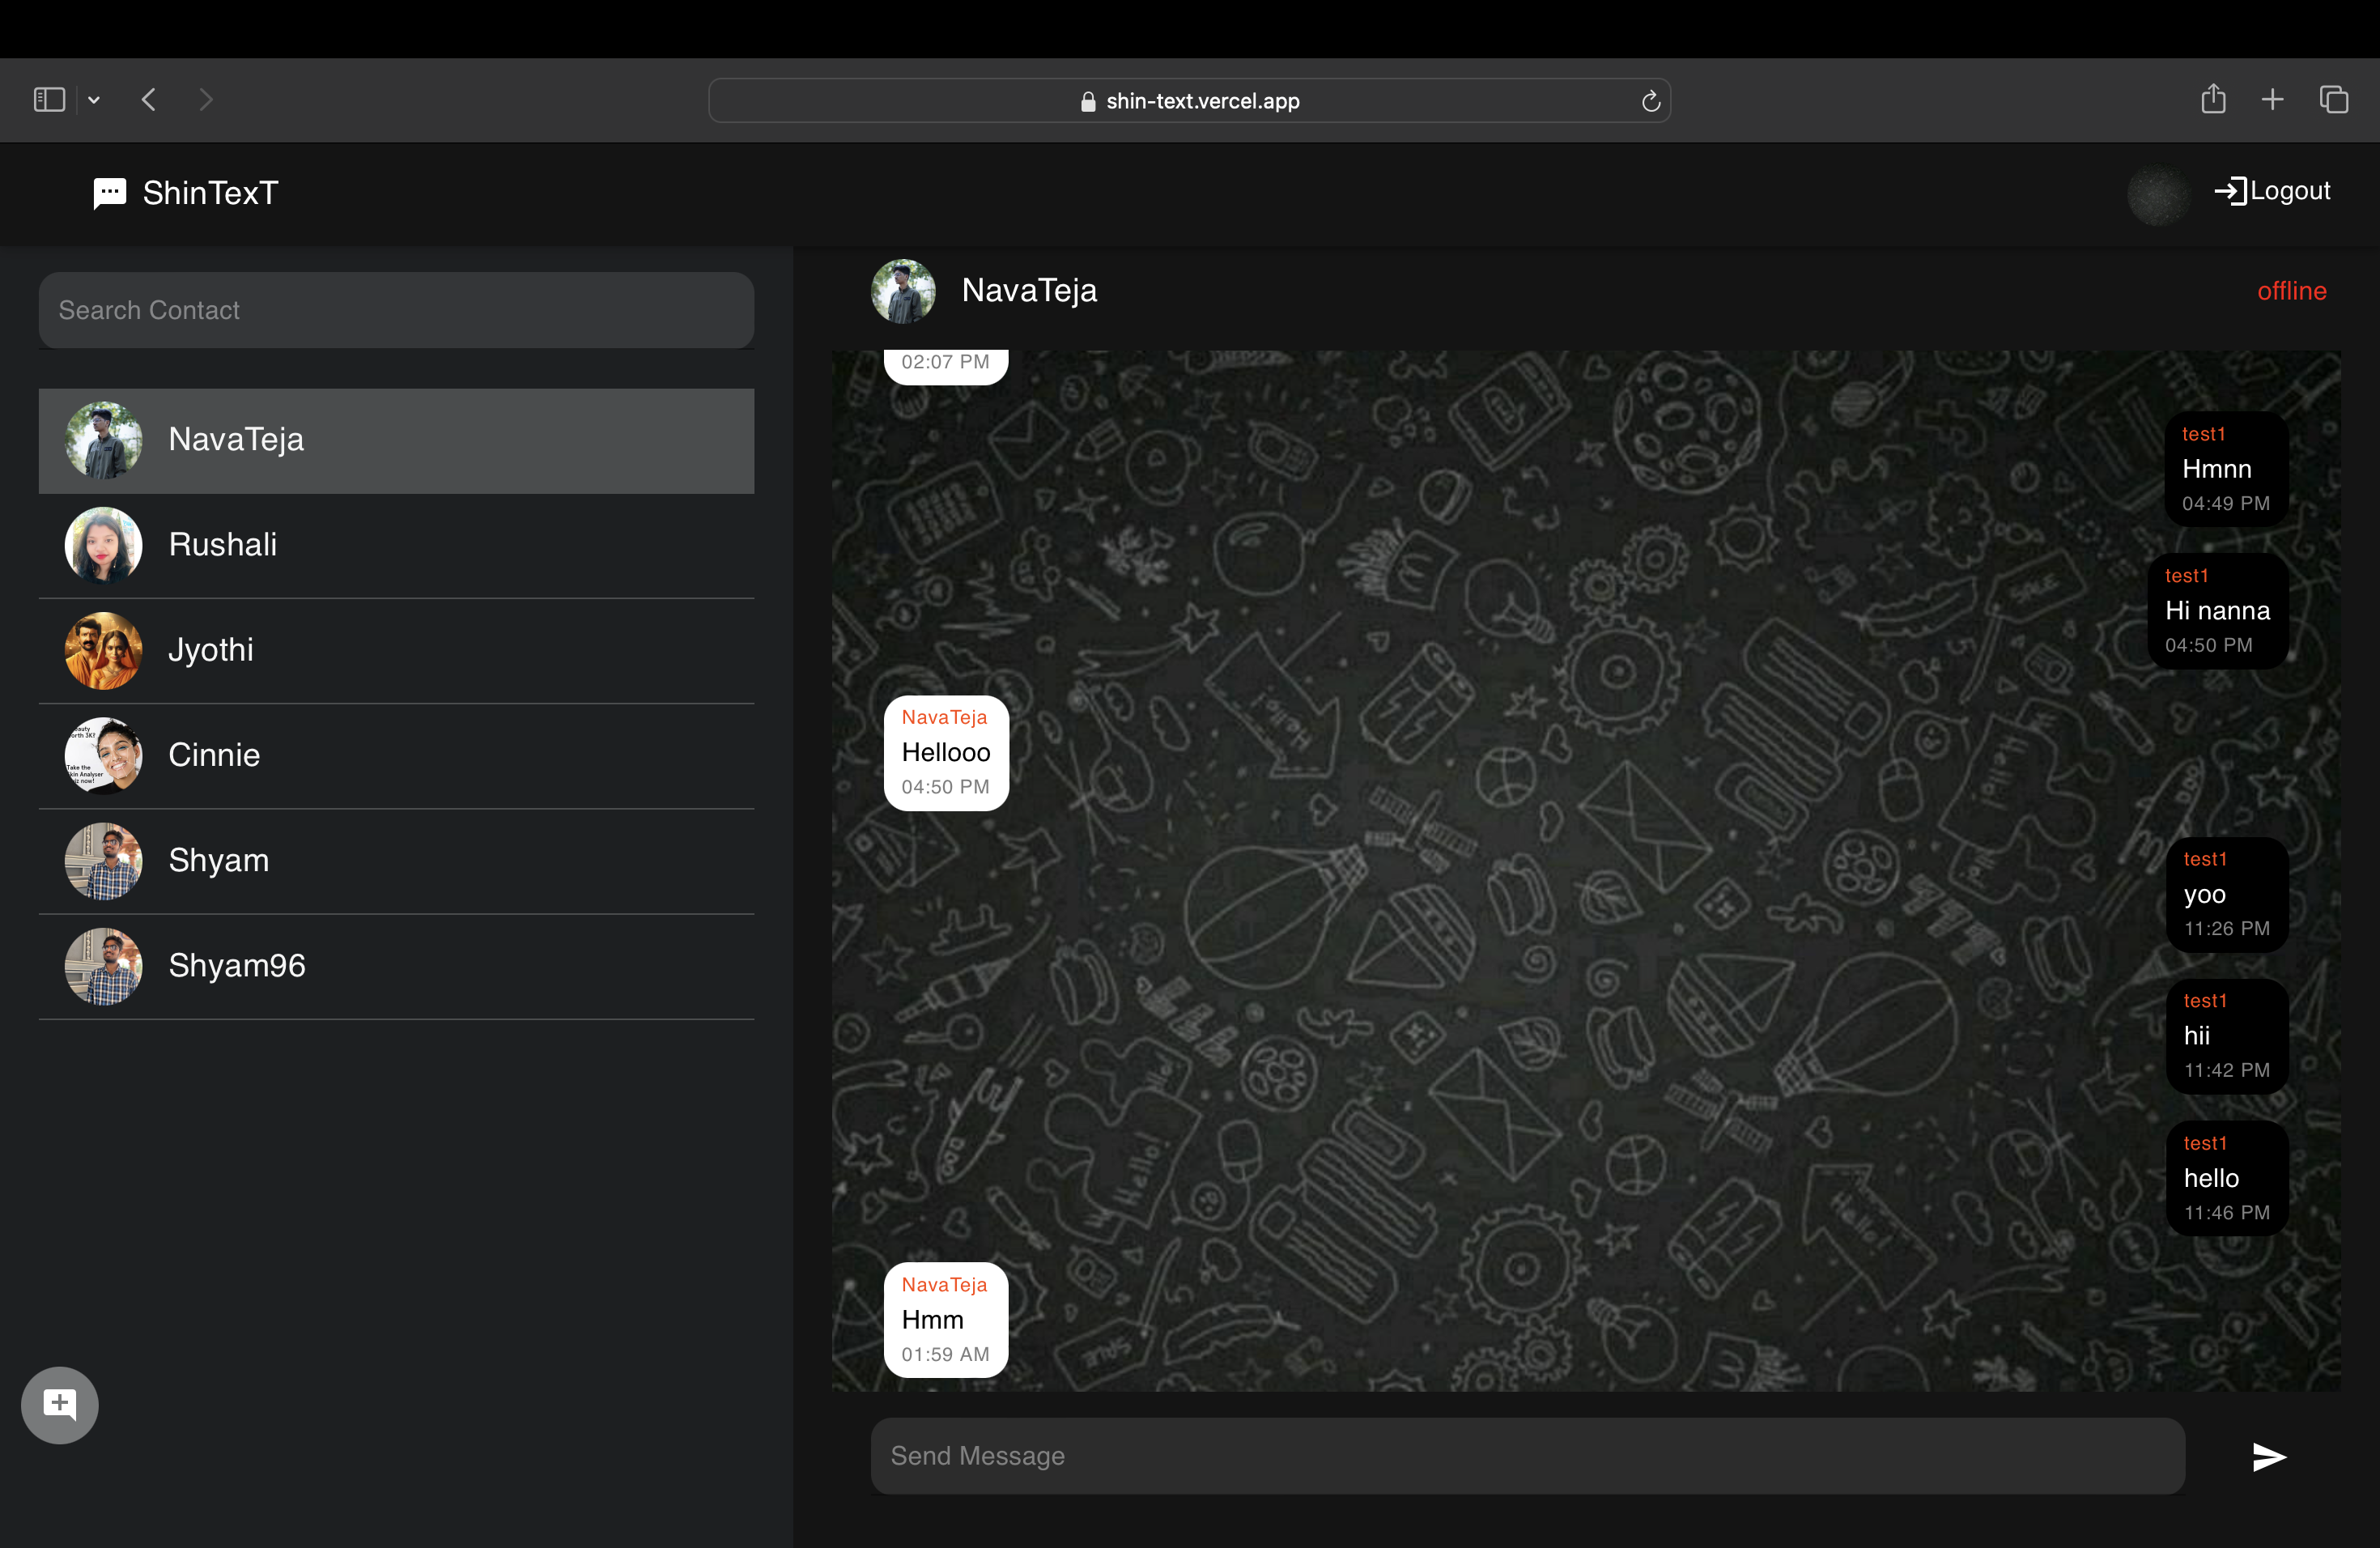 shin-text.vercel.app
ShinTexT
Logout
Search Contact
NavaTeja
Rushali
Jyothi
Cinnie
Shyam
Shyam96
NavaTeja
offline
02:07 PM
test1
Hmnn
04:49 PM
test1
Hi nanna
04:50 PM
NavaTeja
Hellooo
04:50 PM
test1
yoo
11:26 PM
test1
hii
11:42 PM
test1
hello
11:46 PM
NavaTeja
Hmm
01:59 AM
Send Message